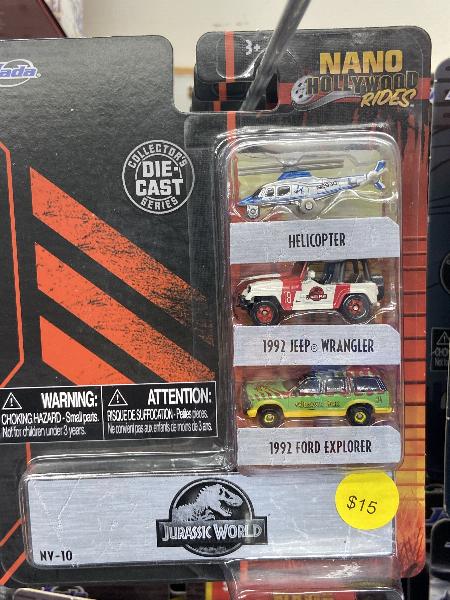 3+
NANO
HOLLYWOOD
RIDES
COLLECTOR'S
DIE-
CAST
SERIES
HELICOPTER
1992 JEEP® WRANGLER
1992 FORD EXPLORER
WARNING:
CHOKING HAZARD - Small parts.
Not for children under 3 years.
ATTENTION:
RISQUE DE SUFFOCATION - Petites pièces.
Ne convient pas aux enfants de moins de 3 ans.
$15
JURASSIC WORLD
NV-10